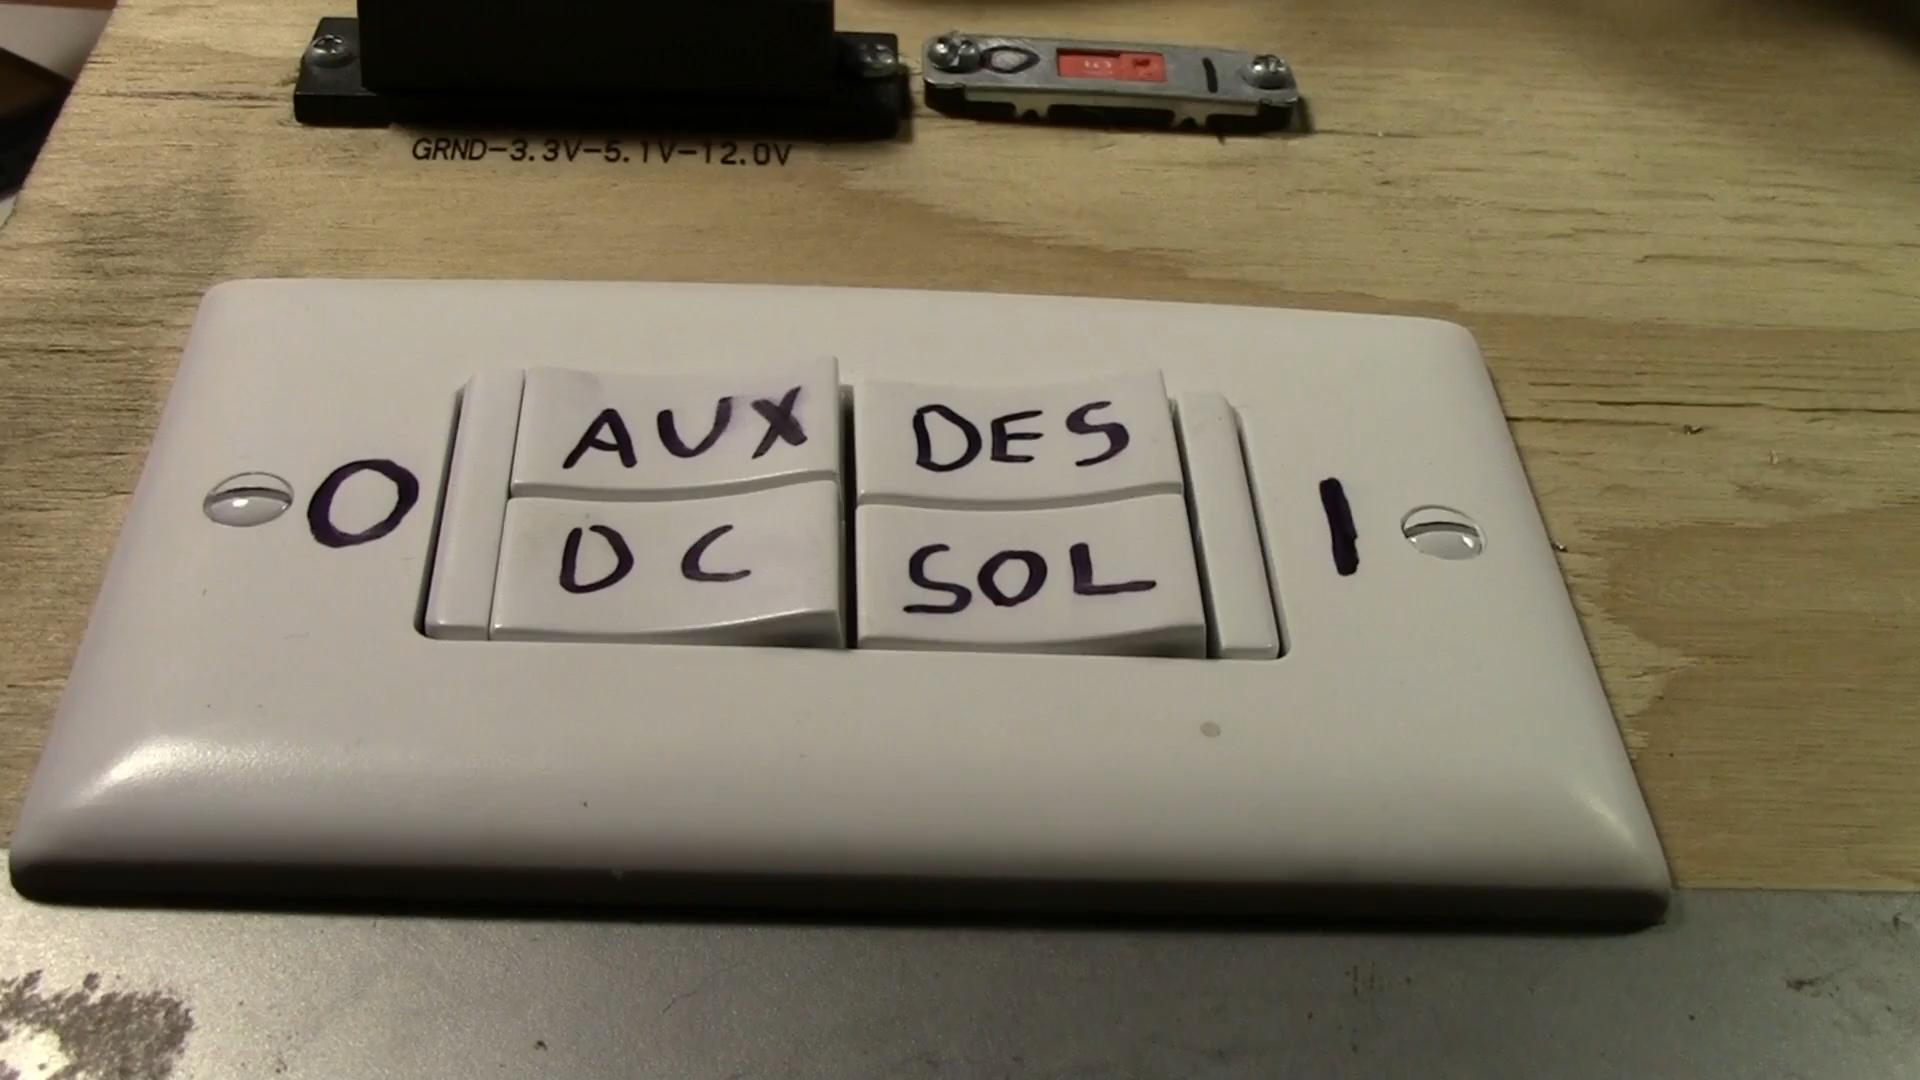 GRND-3.3V-5.1V-12.0V
O AUX DES I
DC SOL